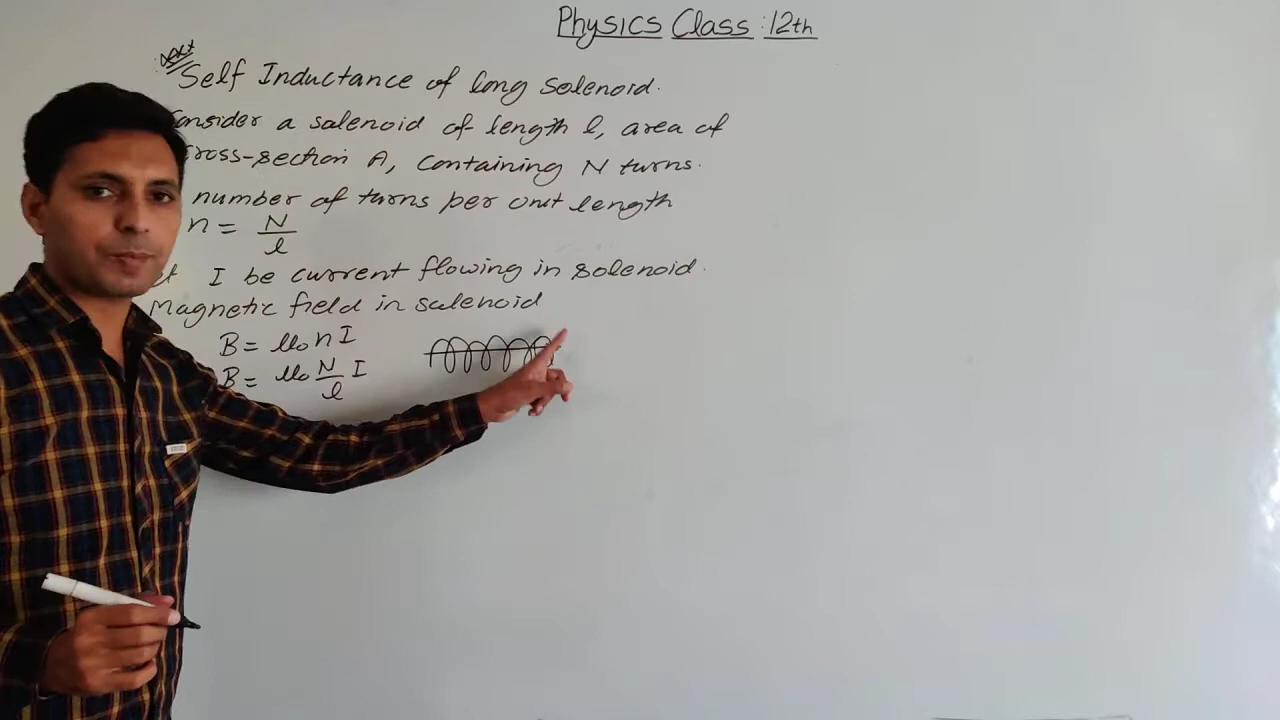 Physics Class : 12th
Self Inductance of long Solenoid.
Consider a solenoid of length l, area of
cross-section A, containing N turns.
number of turns per unit length
n = N/l
I be current flowing in solenoid.
Magnetic field in solenoid
B = μ₀ n I
B = μ₀ N/l I